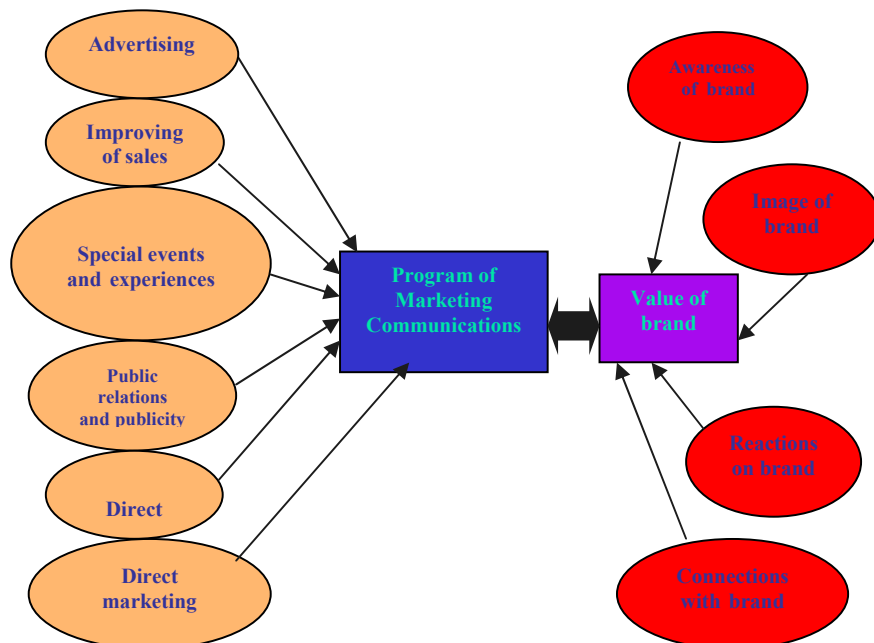 Advertising
Improving
of sales
Special events
and experiences
Public
relations
and publicity
Direct
Direct
marketing
Program of
Marketing
Communications
Value of
brand
Awareness
of brand
Image of
brand
Reactions
on brand
Connections
with brand